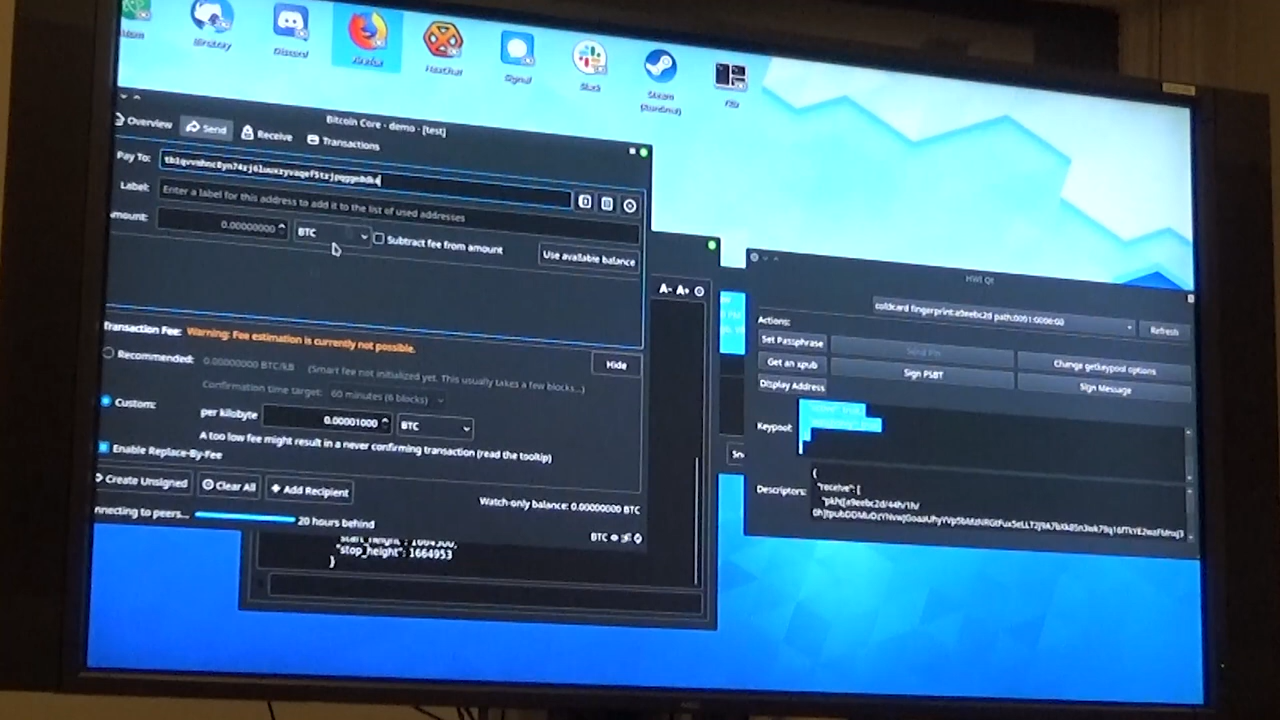 Discord
Firefox
HexChat
Signal
Slack
Steam
(Runtime)
Bitcoin Core - demo - [test]
Overview
Send
Receive
Transactions
Pay To:
Label:
Enter a label for this address to add it to the list of used addresses
Amount:
0.00000000
BTC
Subtract fee from amount
Use available balance
Transaction Fee:
Warning: Fee estimation is currently not possible.
Hide
Recommended:
0.00000000 BTC/kB
(Smart fee not initialized yet. This usually takes a few blocks...)
Confirmation time target:
60 minutes (6 blocks)
Custom:
per kilobyte
0.00001000
BTC
A too low fee might result in a never confirming transaction (read the tooltip)
Enable Replace-By-Fee
Create Unsigned
Clear All
Add Recipient
Watch-only balance: 0.00000000 BTC
nnecting to peers...
20 hours behind
BTC
"stop_height": 1664953
}
A- A+
HWI Qt
Refresh
Actions:
Set Passphrase
Send Pin
Change getkeypool options
Get an xpub
Sign PSBT
Sign Message
Display Address
Keypool:
Descriptors:
{
"receive": [